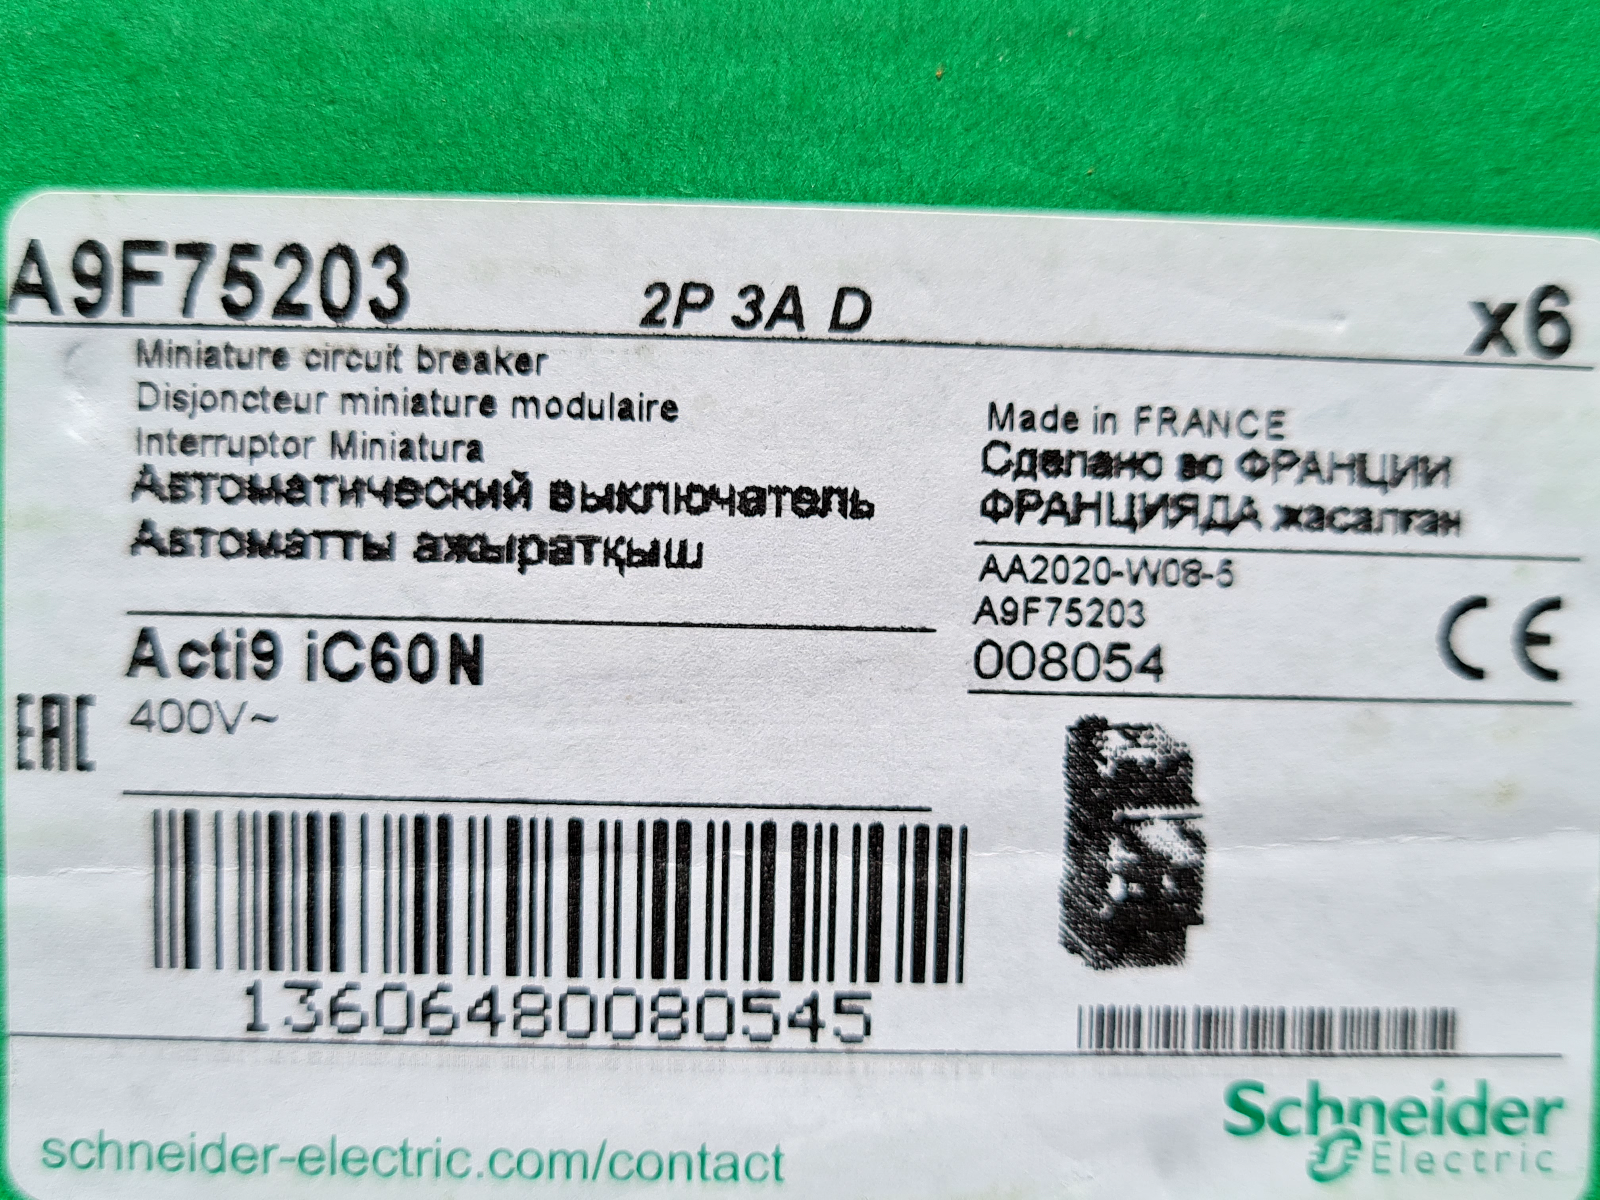 A9F75203 2P 3A D x6
Miniature circuit breaker
Disjoncteur miniature modulaire
Interruptor Miniatura
Автоматический выключатель
Автоматты ажыратқыш
Made in FRANCE
Сделано во ФРАНЦИИ
ФРАНЦИЯДА жасалған
AA2020-W08-5
A9F75203
008054
CE
Acti9 iC60N
EAC
400V~
13606480080545
Schneider
Electric
schneider-electric.com/contact